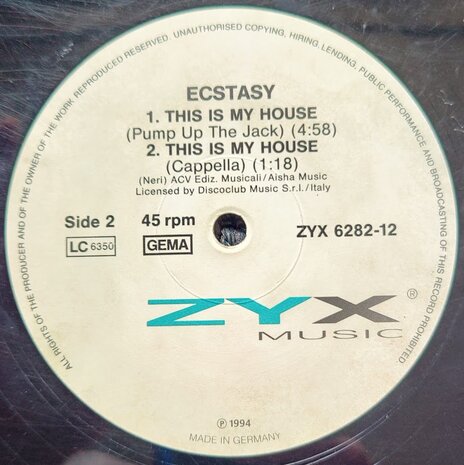 ALL RIGHTS OF THE PRODUCER AND OF THE OWNER OF THE WORK REPRODUCED RESERVED. UNAUTHORISED COPYING, HIRING, LENDING, PUBLIC PERFORMANCE AND BROADCASTING OF THIS RECORD PROHIBITED.
ECSTASY
1. THIS IS MY HOUSE
(Pump Up The Jack) (4:58)
2. THIS IS MY HOUSE
(Cappella) (1:18)
(Neri) ACV Ediz. Musicali/Aisha Music
Licensed by Discoclub Music S.r.l./Italy
Side 2 45 rpm ZYX 6282-12
LC 6350 GEMA
ZYX®
MUSIC
℗ 1994
MADE IN GERMANY